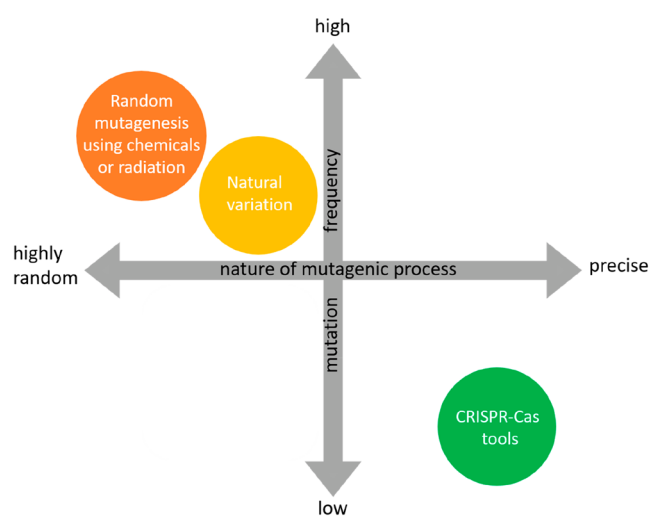 high
Random
mutagenesis
using chemicals
or radiation
Natural
variation
frequency
highly
random
nature of mutagenic process
precise
mutation
CRISPR-Cas
tools
low